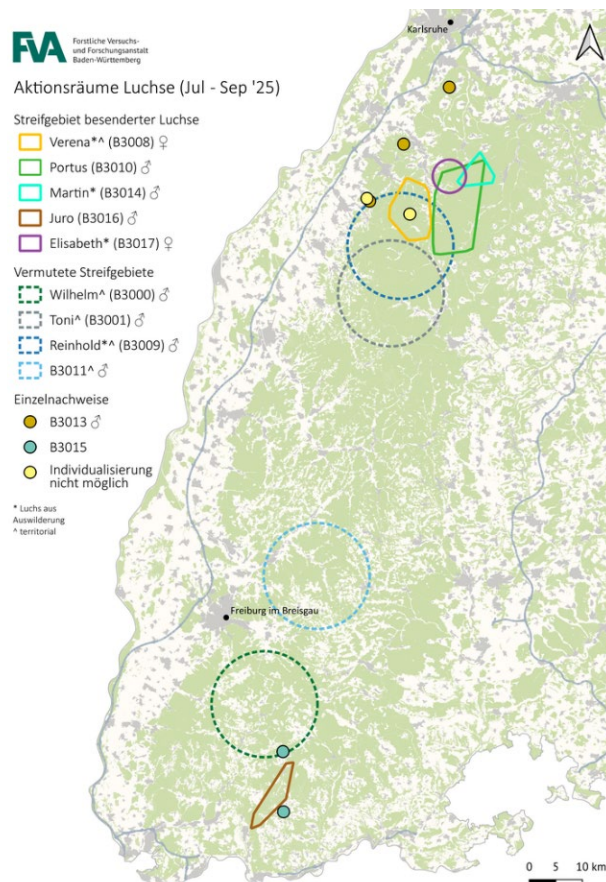 FVA
Forstliche Versuchs-
und Forschungsanstalt
Baden-Württemberg
Aktionsräume Luchse (Jul - Sep '25)
Streifgebiet besenderter Luchse
Verena*^ (B3008) ♀
Portus (B3010) ♂
Martin* (B3014) ♂
Juro (B3016) ♂
Elisabeth* (B3017) ♀
Vermutete Streifgebiete
Wilhelm^ (B3000) ♂
Toni^ (B3001) ♂
Reinhold*^ (B3009) ♂
B3011^ ♂
Einzelnachweise
B3013 ♂
B3015
Individualisierung
nicht möglich
* Luchs aus
Auswilderung
^ territorial
Karlsruhe
Freiburg im Breisgau
0 5 10 km